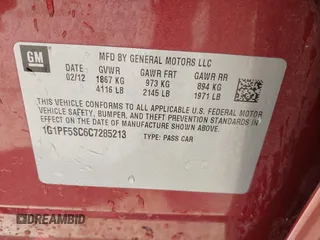 GM
MFD BY GENERAL MOTORS LLC
DATE GVWR GAWR FRT GAWR RR
02/12 1867 KG 973 KG 894 KG
4116 LB 2145 LB 1971 LB
THIS VEHICLE CONFORMS TO ALL APPLICABLE U.S. FEDERAL MOTOR
VEHICLE SAFETY, BUMPER, AND THEFT PREVENTION STANDARDS IN
EFFECT ON THE DATE OF MANUFACTURE SHOWN ABOVE.
1G1PF5SC6C7285213 TYPE: PASS CAR
DREAMBID